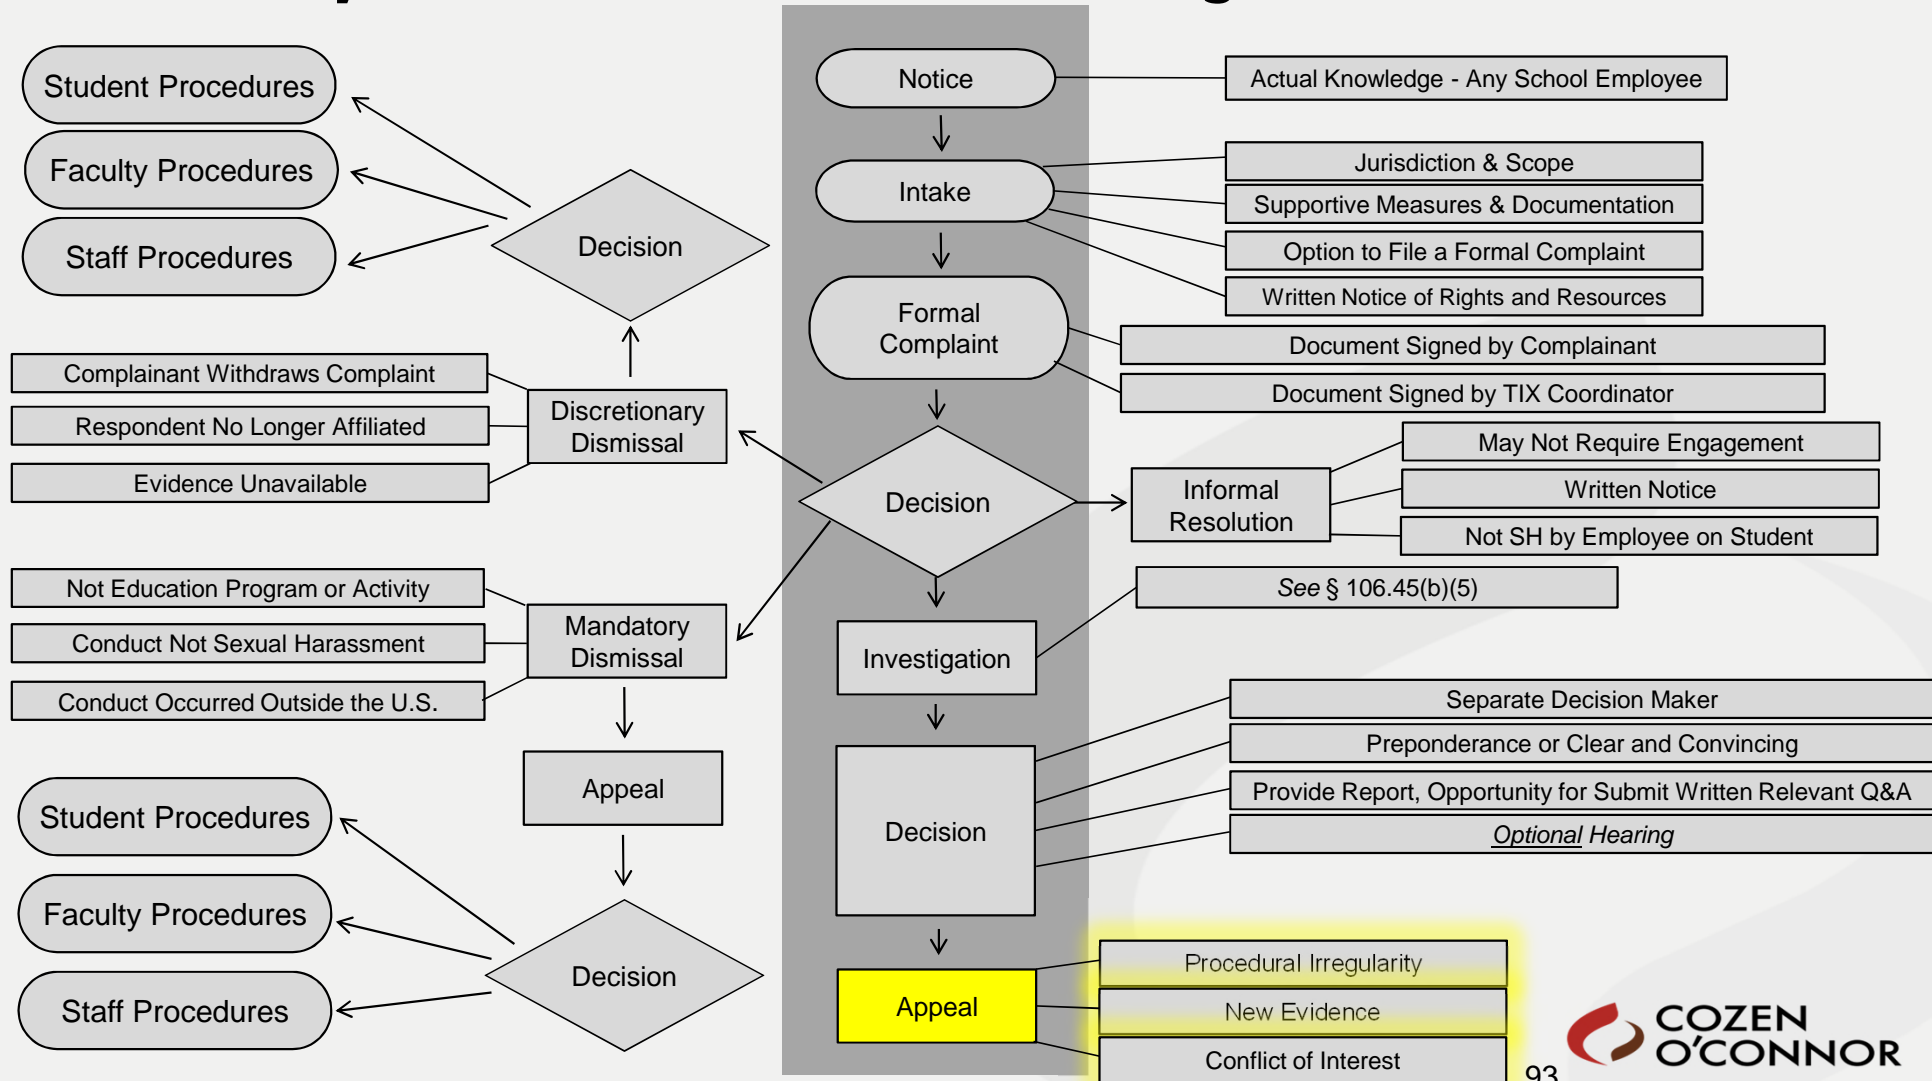 Student Procedures
Faculty Procedures
Staff Procedures
Decision
Complainant Withdraws Complaint
Respondent No Longer Affiliated
Evidence Unavailable
Discretionary
Dismissal
Not Education Program or Activity
Conduct Not Sexual Harassment
Conduct Occurred Outside the U.S.
Mandatory
Dismissal
Appeal
Student Procedures
Faculty Procedures
Staff Procedures
Decision
Notice
Actual Knowledge - Any School Employee
Intake
Jurisdiction & Scope
Supportive Measures & Documentation
Option to File a Formal Complaint
Written Notice of Rights and Resources
Formal
Complaint
Document Signed by Complainant
Document Signed by TIX Coordinator
Decision
Informal
Resolution
May Not Require Engagement
Written Notice
Not SH by Employee on Student
Investigation
See § 106.45(b)(5)
Decision
Separate Decision Maker
Preponderance or Clear and Convincing
Provide Report, Opportunity for Submit Written Relevant Q&A
Optional Hearing
Appeal
Procedural Irregularity
New Evidence
Conflict of Interest
COZEN
O'CONNOR
93